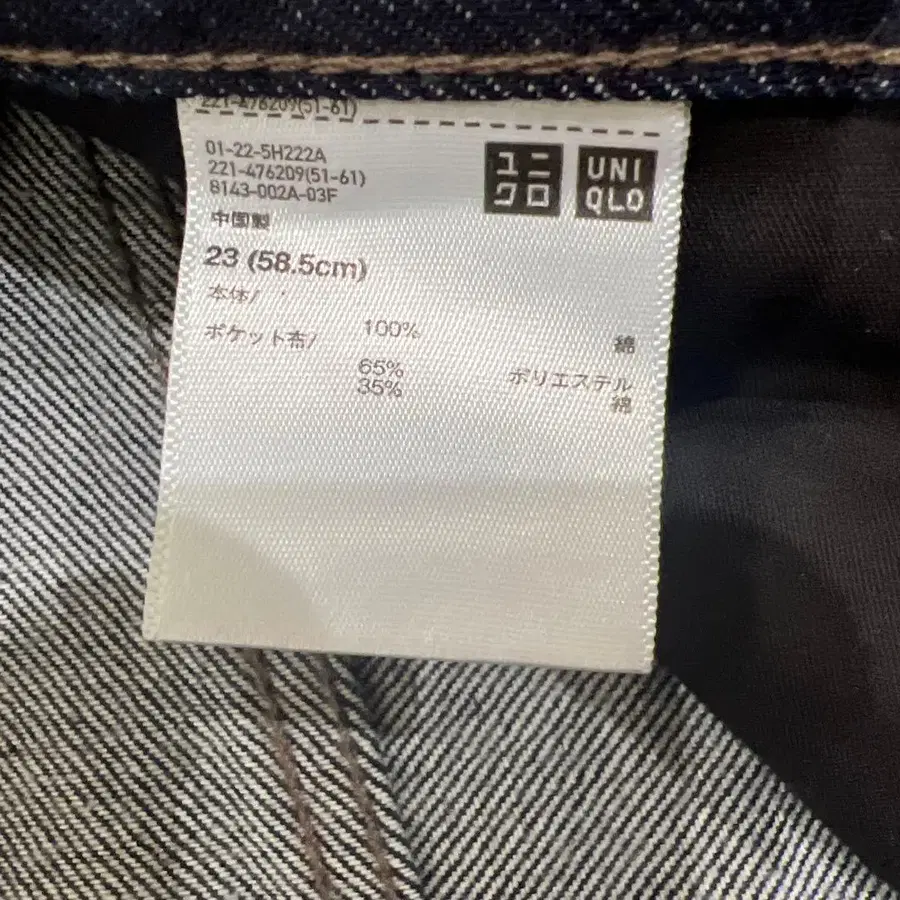 221-476209(51-61)
01-22-5H222A
221-476209(51-61)
8143-002A-03F
中国製
23 (58.5cm)
本体/
100% 綿
ポケット布/
65% ポリエステル
35% 綿
ユニ
クロ
UNI
QLO